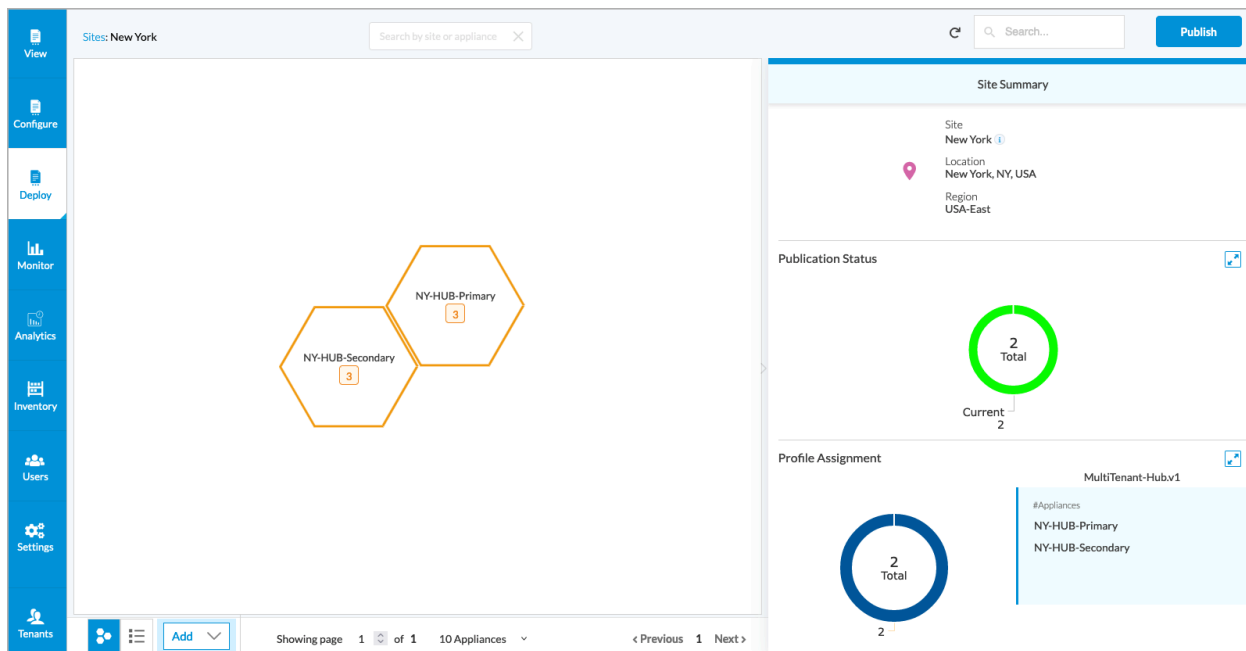 View
Configure
Deploy
Monitor
Analytics
Inventory
Users
Settings
Tenants
Sites: New York
Search by site or appliance
Search...
Publish
NY-HUB-Primary
3
NY-HUB-Secondary
3
Add
Showing page 1 of 1 10 Appliances
Previous 1 Next
Site Summary
Site
New York
Location
New York, NY, USA
Region
USA-East
Publication Status
2
Total
Current
2
Profile Assignment
MultiTenant-Hub.v1
#Appliances
NY-HUB-Primary
NY-HUB-Secondary
2
Total
2